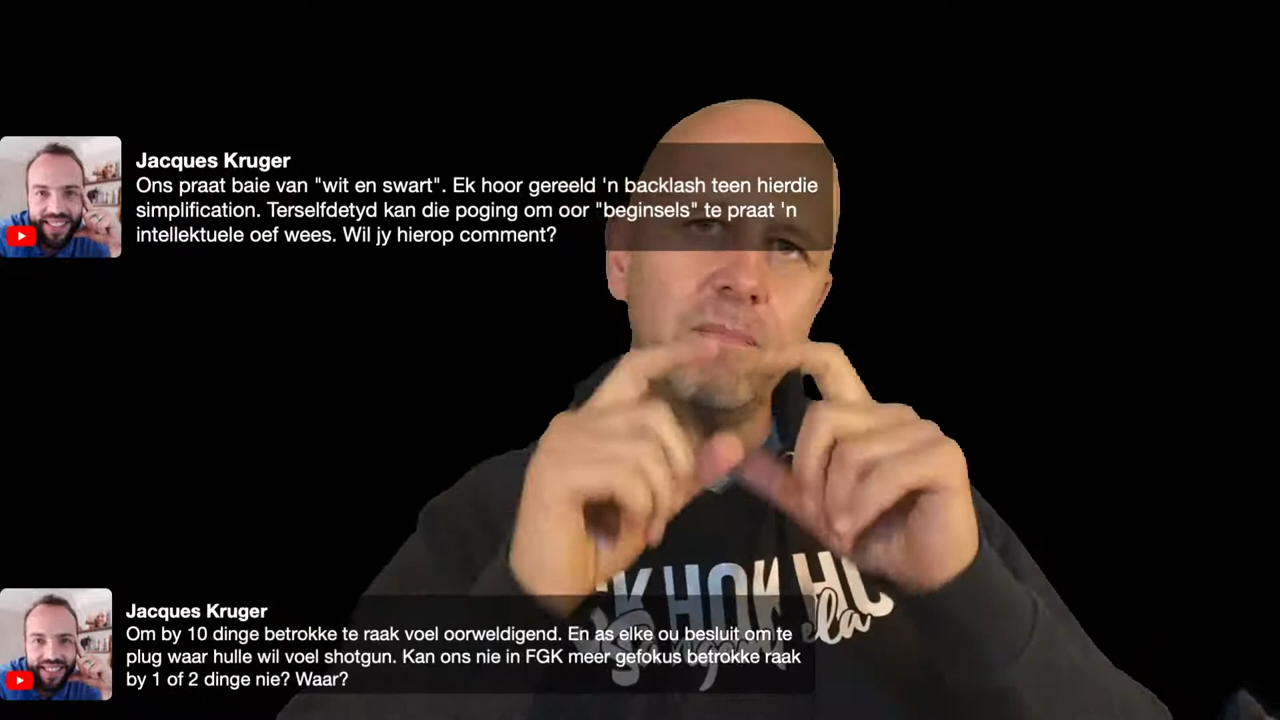 Jacques Kruger
Ons praat baie van "wit en swart". Ek hoor gereeld 'n backlash teen hierdie
simplification. Terselfdetyd kan die poging om oor "beginsels" te praat 'n
intellektuele oef wees. Wil jy hierop comment?
HOK
Jacques Kruger
Om by 10 dinge betrokke te raak voel oorweldigend. En as elke ou besluit om te
plug waar hulle wil voel shotgun. Kan ons nie in FGK meer gefokus betrokke raak
by 1 of 2 dinge nie? Waar?